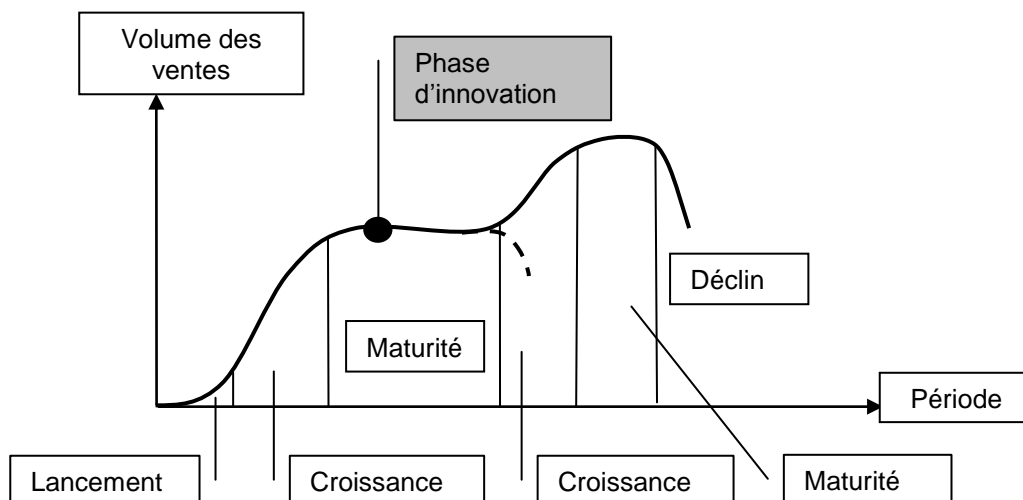 Volume des
ventes
Phase
d’innovation
Déclin
Maturité
Période
Lancement
Croissance
Croissance
Maturité